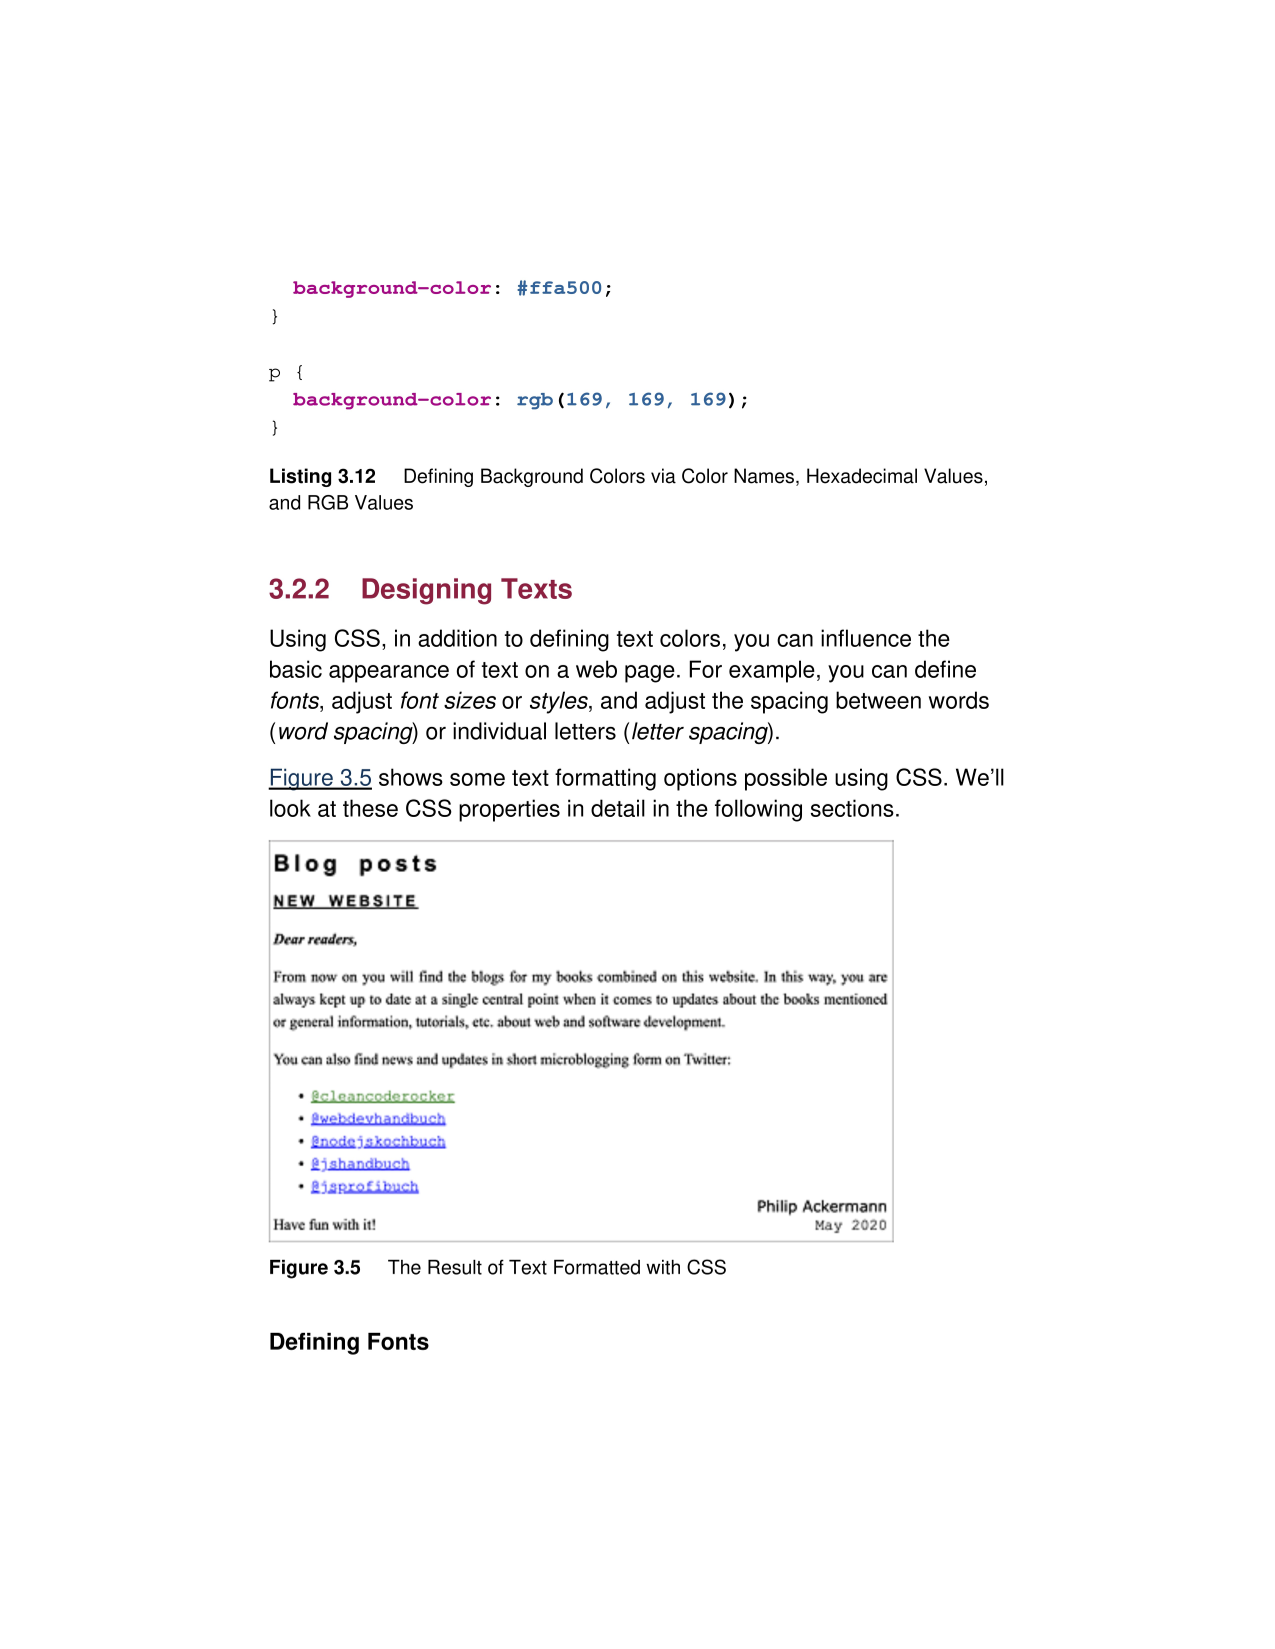 background-color: #ffa500;
}
p {
background-color: rgb(169, 169, 169);
}
Listing 3.12 Defining Background Colors via Color Names, Hexadecimal Values,
and RGB Values
3.2.2 Designing Texts
Using CSS, in addition to defining text colors, you can influence the
basic appearance of text on a web page. For example, you can define
fonts, adjust font sizes or styles, and adjust the spacing between words
(word spacing) or individual letters (letter spacing).
Figure 3.5 shows some text formatting options possible using CSS. We’ll
look at these CSS properties in detail in the following sections.
Blog posts
NEW WEBSITE
Dear readers,
From now on you will find the blogs for my books combined on this website. In this way, you are
always kept up to date at a single central point when it comes to updates about the books mentioned
or general information, tutorials, etc. about web and software development.
You can also find news and updates in short microblogging form on Twitter:
• @cleancoderocker
• @webdevhandbuch
• @nodejskochbuch
• @jshandbuch
• @jsprofibuch
Philip Ackermann
Have fun with it! May 2020
Figure 3.5 The Result of Text Formatted with CSS
Defining Fonts